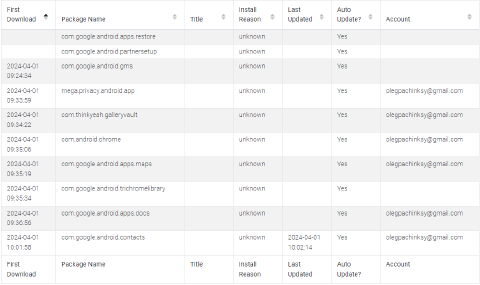 First Download Package Name Title Install Reason Last Updated Auto Update? Account
com.google.android.apps.restore unknown Yes
com.google.android.partnersetup unknown Yes
2024-04-01 09:24:34 com.google.android.gms unknown Yes
2024-04-01 09:33:59 mega.privacy.android.app unknown Yes olegpachinksy@gmail.com
2024-04-01 09:34:22 com.thinkyeah.galleryvault unknown Yes olegpachinksy@gmail.com
2024-04-01 09:35:06 com.android.chrome unknown Yes olegpachinksy@gmail.com
2024-04-01 09:35:19 com.google.android.apps.maps unknown Yes olegpachinksy@gmail.com
2024-04-01 09:35:34 com.google.android.trichromelibrary unknown Yes
2024-04-01 09:36:56 com.google.android.apps.docs unknown Yes olegpachinksy@gmail.com
2024-04-01 10:01:58 com.google.android.contacts unknown 2024-04-01 10:02:14 Yes olegpachinksy@gmail.com
First Download Package Name Title Install Reason Last Updated Auto Update? Account